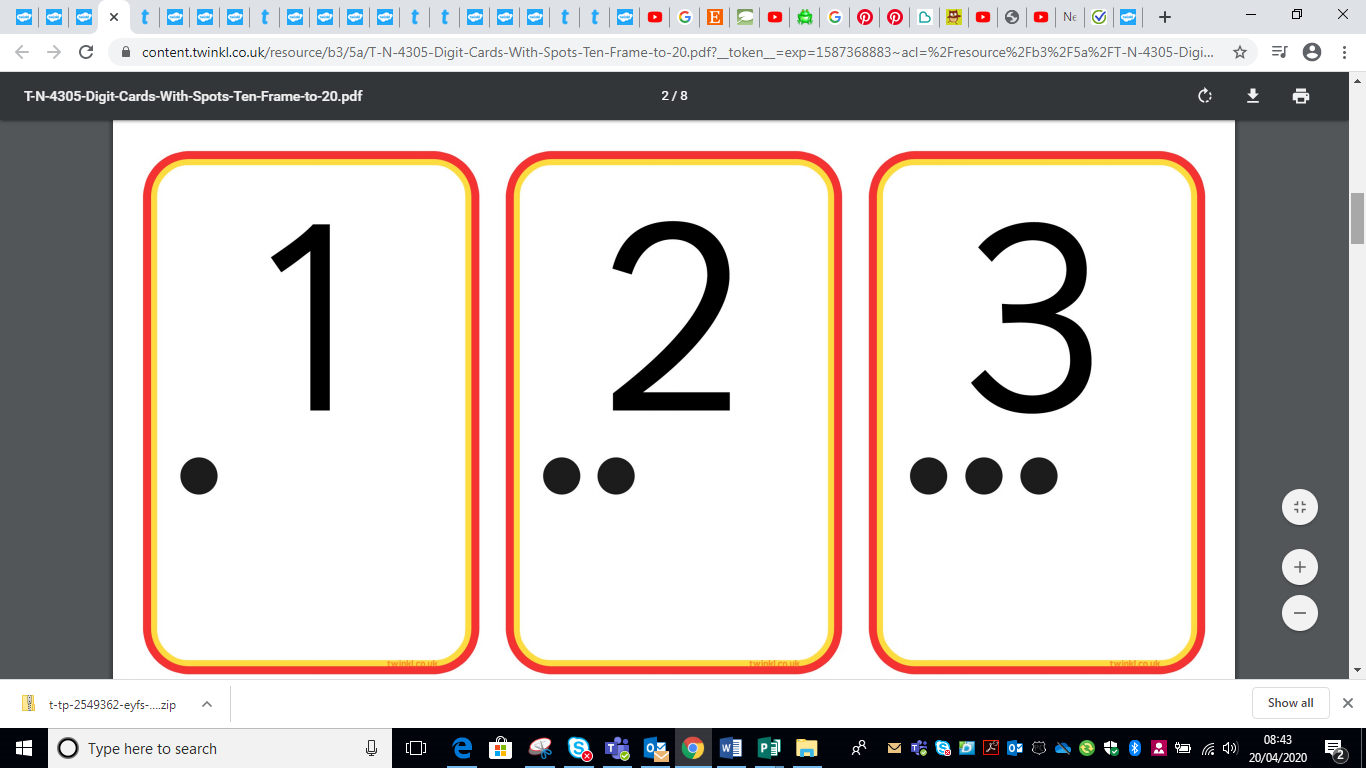 content.twinkl.co.uk/resource/b3/5a/T-N-4305-Digit-Cards-With-Spots-Ten-Frame-to-20.pdf?__token__=exp=1587368883~acl=%2Fresource%2Fb3%2F5a%2FT-N-4305-Digi...
T-N-4305-Digit-Cards-With-Spots-Ten-Frame-to-20.pdf 2 / 8
1 2 3
twinkl.co.uk twinkl.co.uk twinkl.co.uk
t-tp-2549362-eyfs-....zip Show all
Type here to search 08:43
20/04/2020 2